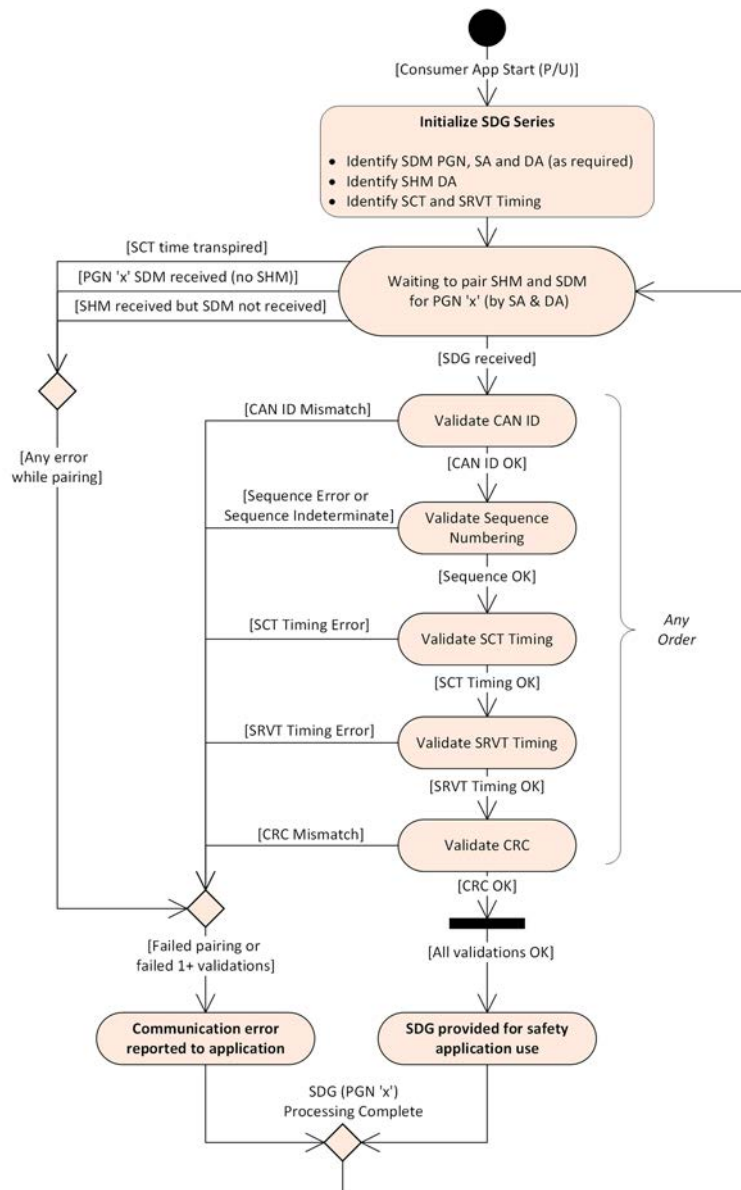 [Consumer App Start (P/U)]
Initialize SDG Series
• Identify SDM PGN, SA and DA (as required)
• Identify SHM DA
• Identify SCT and SRVT Timing
[SCT time transpired]
[PGN 'x' SDM received (no SHM)]
[SHM received but SDM not received]
Waiting to pair SHM and SDM
for PGN 'x' (by SA & DA)
[SDG received]
[CAN ID Mismatch]
Validate CAN ID
[Any error
while pairing]
[CAN ID OK]
[Sequence Error or
Sequence Indeterminate]
Validate Sequence
Numbering
[Sequence OK]
[SCT Timing Error]
Validate SCT Timing
Any
Order
[SCT Timing OK]
[SRVT Timing Error]
Validate SRVT Timing
[SRVT Timing OK]
[CRC Mismatch]
Validate CRC
[CRC OK]
[Failed pairing or
failed 1+ validations]
[All validations OK]
Communication error
reported to application
SDG provided for safety
application use
SDG (PGN 'x')
Processing Complete